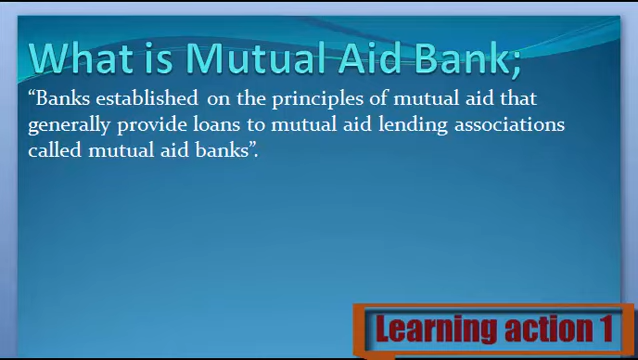 What is Mutual Aid Bank;
“Banks established on the principles of mutual aid that
generally provide loans to mutual aid lending associations
called mutual aid banks”.
Learning action 1